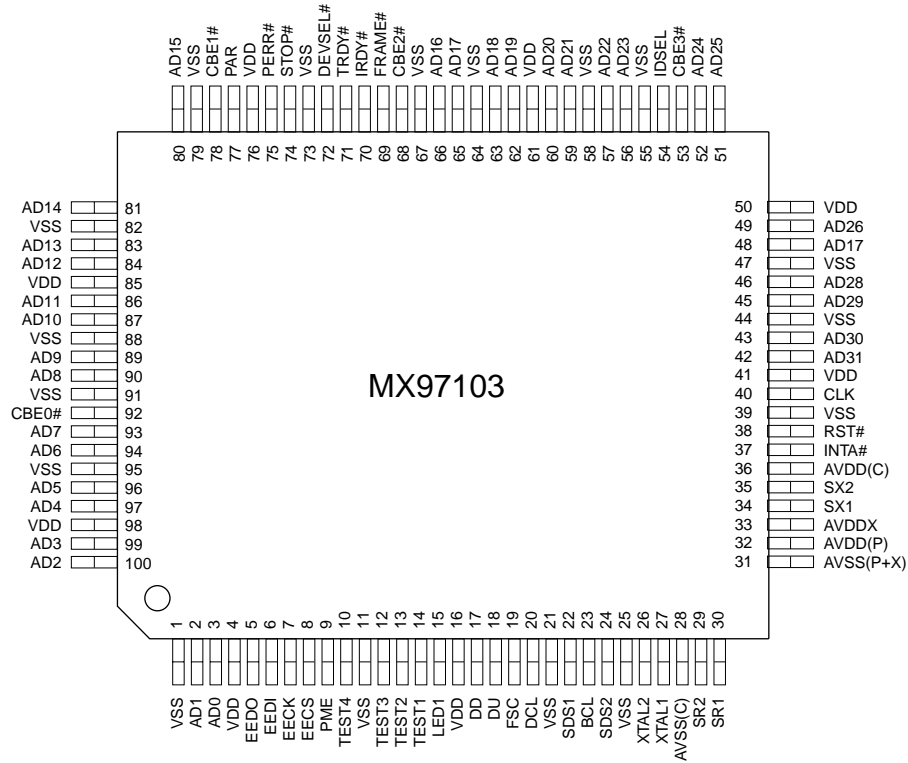 AD15
VSS
CBE1#
PAR
VDD
PERR#
STOP#
VSS
DEVSEL#
TRDY#
IRDY#
FRAME#
CBE2#
VSS
AD16
AD17
VSS
AD18
AD19
VDD
AD20
AD21
VSS
AD22
AD23
VSS
IDSEL
CBE3#
AD24
AD25
80
79
78
77
76
75
74
73
72
71
70
69
68
67
66
65
64
63
62
61
60
59
58
57
56
55
54
53
52
51
AD14 81
VSS 82
AD13 83
AD12 84
VDD 85
AD11 86
AD10 87
VSS 88
AD9 89
AD8 90
VSS 91
CBE0# 92
AD7 93
AD6 94
VSS 95
AD5 96
AD4 97
VDD 98
AD3 99
AD2 100
MX97103
50 VDD
49 AD26
48 AD17
47 VSS
46 AD28
45 AD29
44 VSS
43 AD30
42 AD31
41 VDD
40 CLK
39 VSS
38 RST#
37 INTA#
36 AVDD(C)
35 SX2
34 SX1
33 AVDDX
32 AVDD(P)
31 AVSS(P+X)
1
2
3
4
5
6
7
8
9
10
11
12
13
14
15
16
17
18
19
20
21
22
23
24
25
26
27
28
29
30
VSS
AD1
AD0
VDD
EEDO
EEDI
EECK
EECS
PME
TEST4
VSS
TEST3
TEST2
TEST1
LED1
VDD
DD
DU
FSC
DCL
VSS
SDS1
BCL
SDS2
VSS
XTAL2
XTAL1
AVSS(C)
SR2
SR1